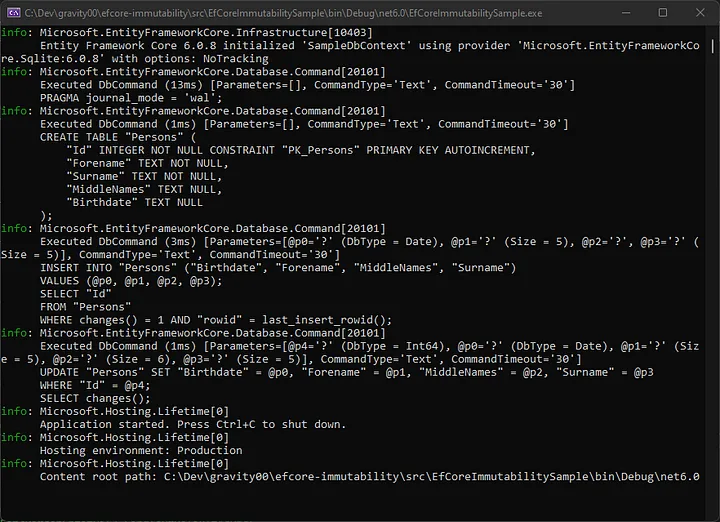 C:\Dev\gravity00\efcore-immutability\src\EfCoreImmutabilitySample\bin\Debug\net6.0\EfCoreImmutabilitySample.exe
info: Microsoft.EntityFrameworkCore.Infrastructure[10403]
Entity Framework Core 6.0.8 initialized 'SampleDbContext' using provider 'Microsoft.EntityFrameworkCo
re.Sqlite:6.0.8' with options: NoTracking
info: Microsoft.EntityFrameworkCore.Database.Command[20101]
Executed DbCommand (13ms) [Parameters=[], CommandType='Text', CommandTimeout='30']
PRAGMA journal_mode = 'wal';
info: Microsoft.EntityFrameworkCore.Database.Command[20101]
Executed DbCommand (1ms) [Parameters=[], CommandType='Text', CommandTimeout='30']
CREATE TABLE "Persons" (
"Id" INTEGER NOT NULL CONSTRAINT "PK_Persons" PRIMARY KEY AUTOINCREMENT,
"Forename" TEXT NOT NULL,
"Surname" TEXT NOT NULL,
"MiddleNames" TEXT NULL,
"Birthdate" TEXT NULL
);
info: Microsoft.EntityFrameworkCore.Database.Command[20101]
Executed DbCommand (3ms) [Parameters=[@p0='?' (DbType = Date), @p1='?' (Size = 5), @p2='?', @p3='?' (
Size = 5)], CommandType='Text', CommandTimeout='30']
INSERT INTO "Persons" ("Birthdate", "Forename", "MiddleNames", "Surname")
VALUES (@p0, @p1, @p2, @p3);
SELECT "Id"
FROM "Persons"
WHERE changes() = 1 AND "rowid" = last_insert_rowid();
info: Microsoft.EntityFrameworkCore.Database.Command[20101]
Executed DbCommand (1ms) [Parameters=[@p4='?' (DbType = Int64), @p0='?' (DbType = Date), @p1='?' (Siz
e = 5), @p2='?' (Size = 6), @p3='?' (Size = 5)], CommandType='Text', CommandTimeout='30']
UPDATE "Persons" SET "Birthdate" = @p0, "Forename" = @p1, "MiddleNames" = @p2, "Surname" = @p3
WHERE "Id" = @p4;
SELECT changes();
info: Microsoft.Hosting.Lifetime[0]
Application started. Press Ctrl+C to shut down.
info: Microsoft.Hosting.Lifetime[0]
Hosting environment: Production
info: Microsoft.Hosting.Lifetime[0]
Content root path: C:\Dev\gravity00\efcore-immutability\src\EfCoreImmutabilitySample\bin\Debug\net6.0